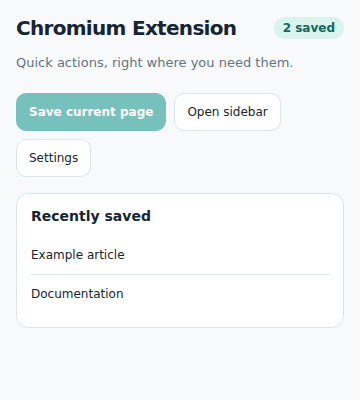 Chromium Extension
2 saved
Quick actions, right where you need them.
Save current page
Open sidebar
Settings
Recently saved
Example article
Documentation